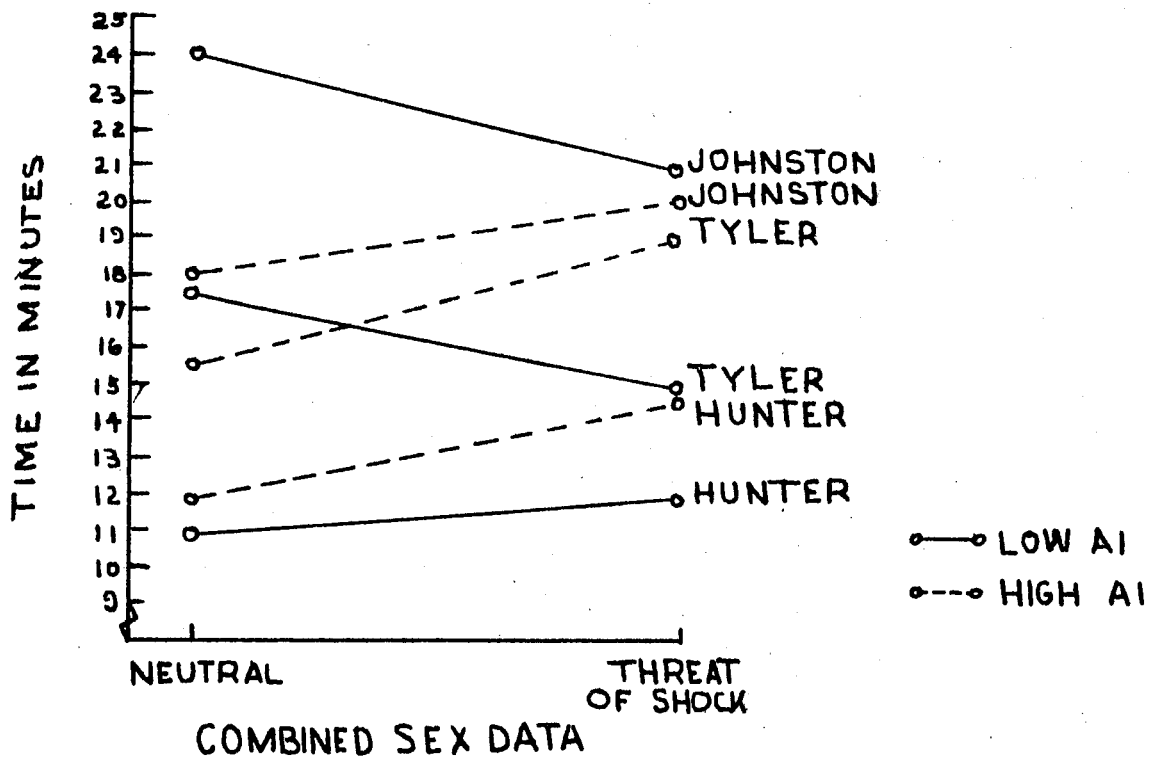 TIME IN MINUTES
25
24
23
22
21
20
19
18
17
16
15
14
13
12
11
10
9
JOHNSTON
JOHNSTON
TYLER
TYLER
HUNTER
HUNTER
LOW AI
HIGH AI
NEUTRAL
THREAT
OF SHOCK
COMBINED SEX DATA